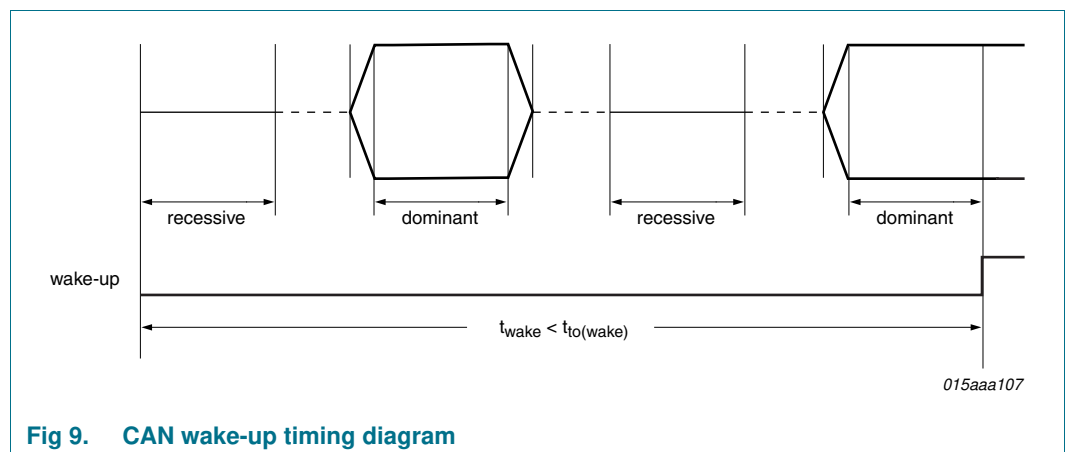 recessive
dominant
recessive
dominant
wake-up
twake < tto(wake)
015aaa107
Fig 9. CAN wake-up timing diagram